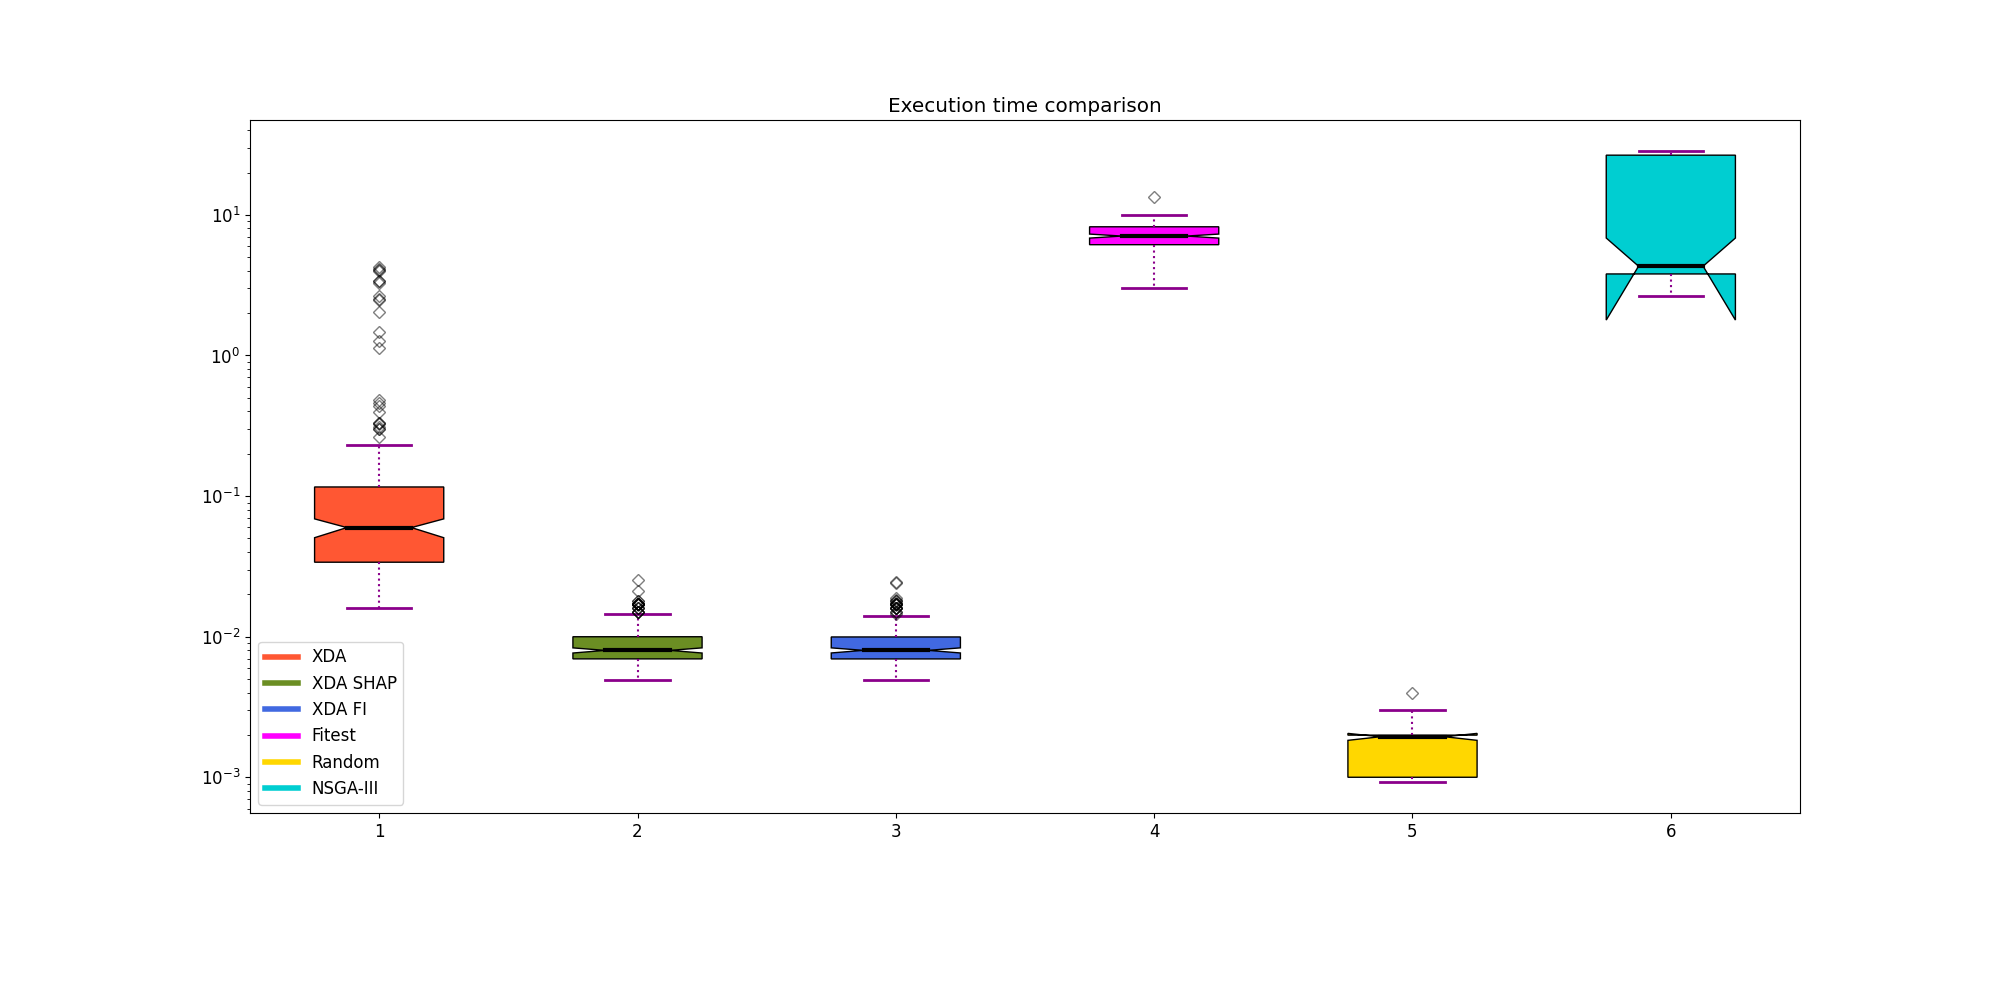 Execution time comparison
10¹
10⁰
10⁻¹
10⁻²
10⁻³
XDA
XDA SHAP
XDA FI
Fitest
Random
NSGA-III
1 2 3 4 5 6